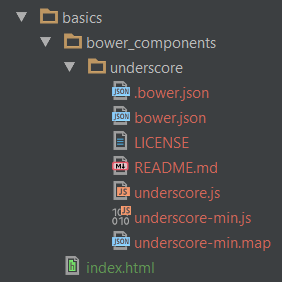 basics
bower_components
underscore
.bower.json
bower.json
LICENSE
README.md
underscore.js
underscore-min.js
underscore-min.map
index.html